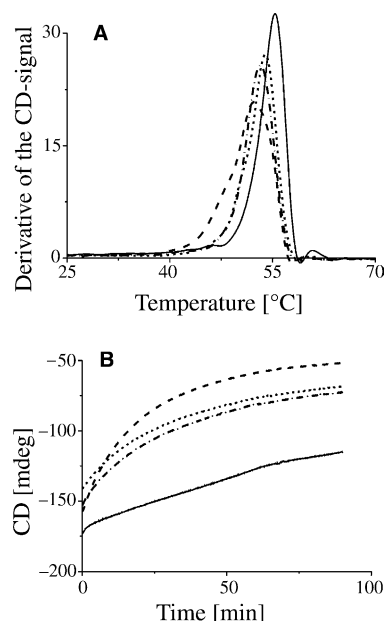 A
30
15
0
Derivative of the CD-signal
25 40 55 70
Temperature [°C]
B
−50
−100
−150
−200
CD [mdeg]
0 50 100
Time [min]